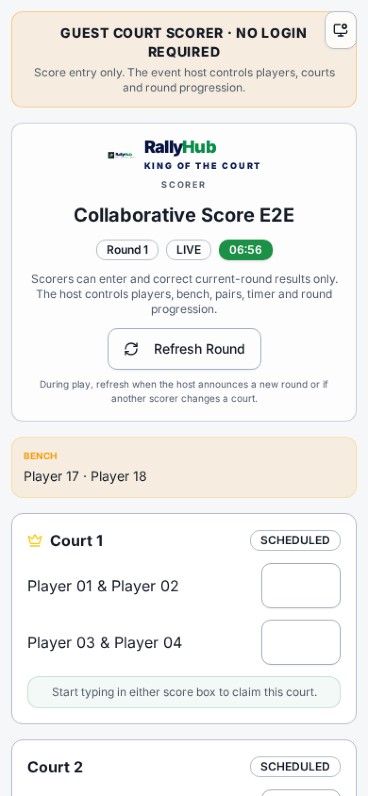 GUEST COURT SCORER · NO LOGIN
REQUIRED
Score entry only. The event host controls players, courts
and round progression.
RallyHub
RallyHub
KING OF THE COURT
SCORER
Collaborative Score E2E
Round 1
LIVE
06:56
Scorers can enter and correct current-round results only.
The host controls players, bench, pairs, timer and round
progression.
Refresh Round
During play, refresh when the host announces a new round or if
another scorer changes a court.
BENCH
Player 17 · Player 18
Court 1
SCHEDULED
Player 01 & Player 02
Player 03 & Player 04
Start typing in either score box to claim this court.
Court 2
SCHEDULED